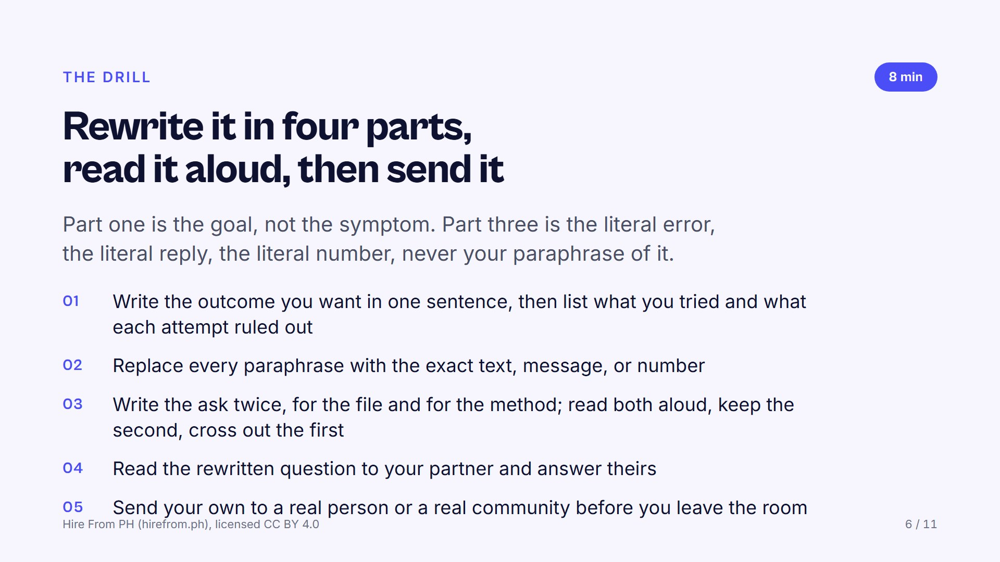 THE DRILL
8 min
Rewrite it in four parts,
read it aloud, then send it
Part one is the goal, not the symptom. Part three is the literal error,
the literal reply, the literal number, never your paraphrase of it.
01 Write the outcome you want in one sentence, then list what you tried and what
each attempt ruled out
02 Replace every paraphrase with the exact text, message, or number
03 Write the ask twice, for the file and for the method; read both aloud, keep the
second, cross out the first
04 Read the rewritten question to your partner and answer theirs
05 Send your own to a real person or a real community before you leave the room
Hire From PH (hirefrom.ph), licensed CC BY 4.0
6 / 11